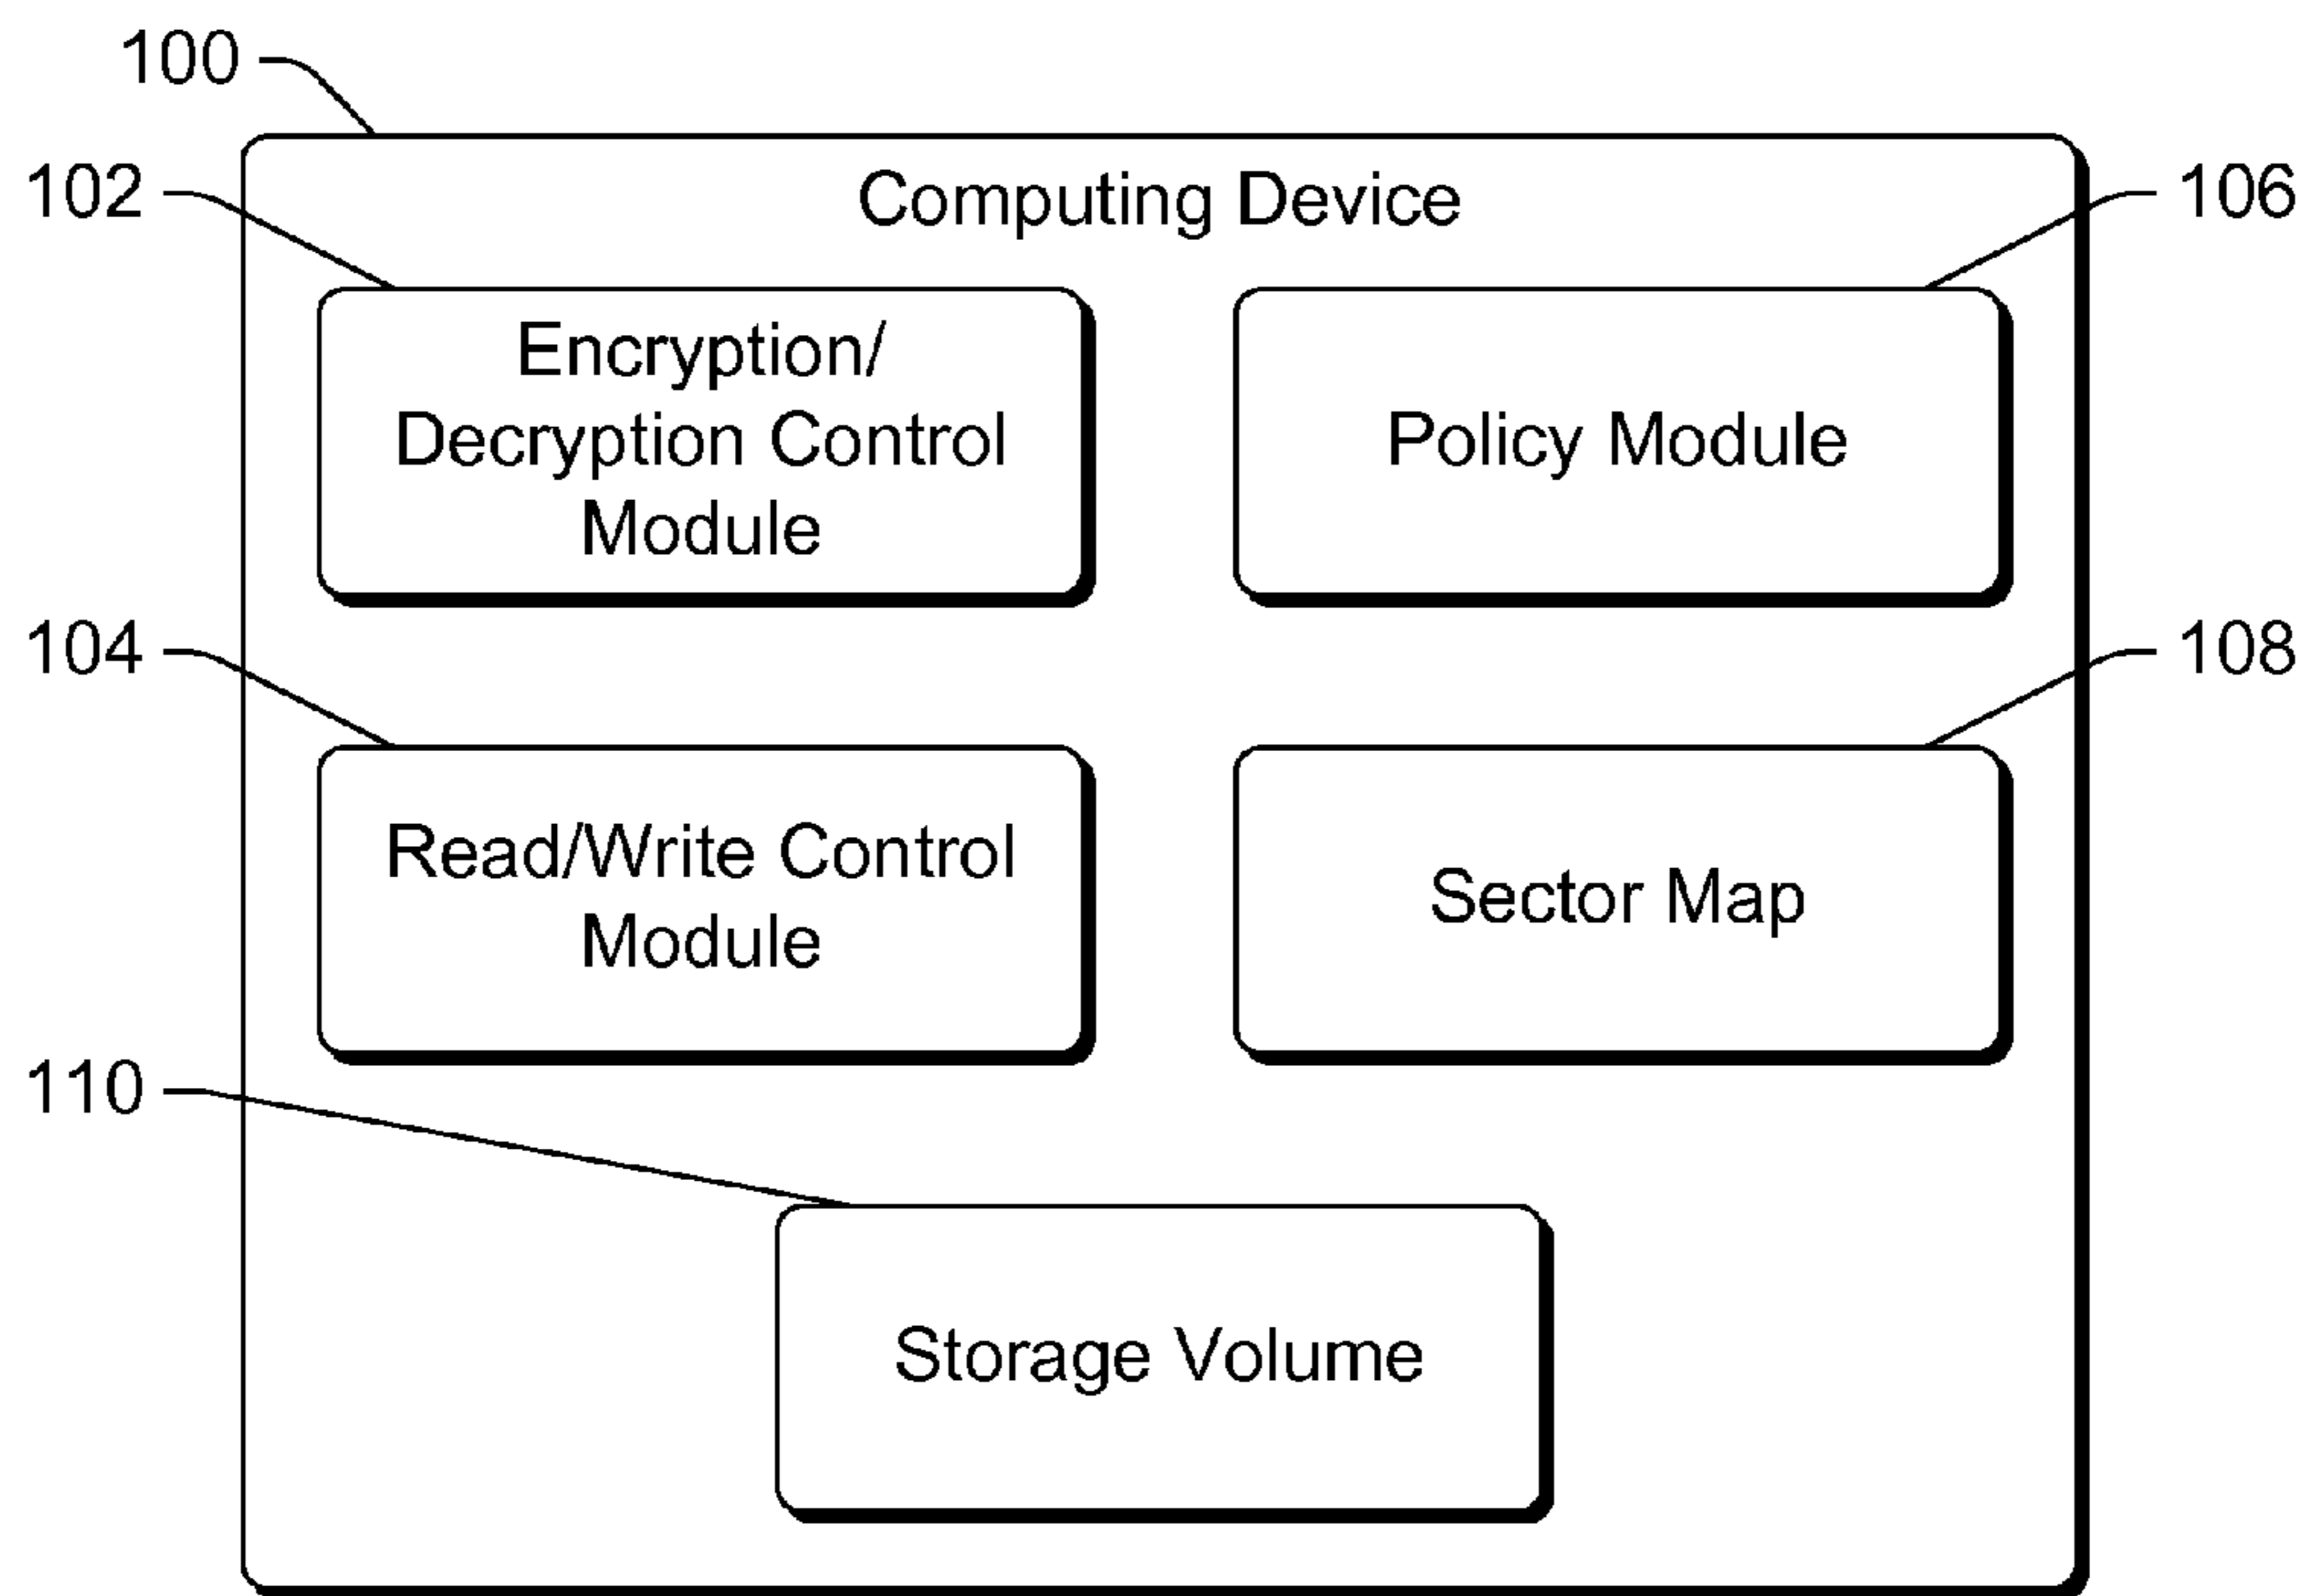 100
Computing Device
102
106
Encryption/
Decryption Control
Module
Policy Module
104
108
Read/Write Control
Module
Sector Map
110
Storage Volume